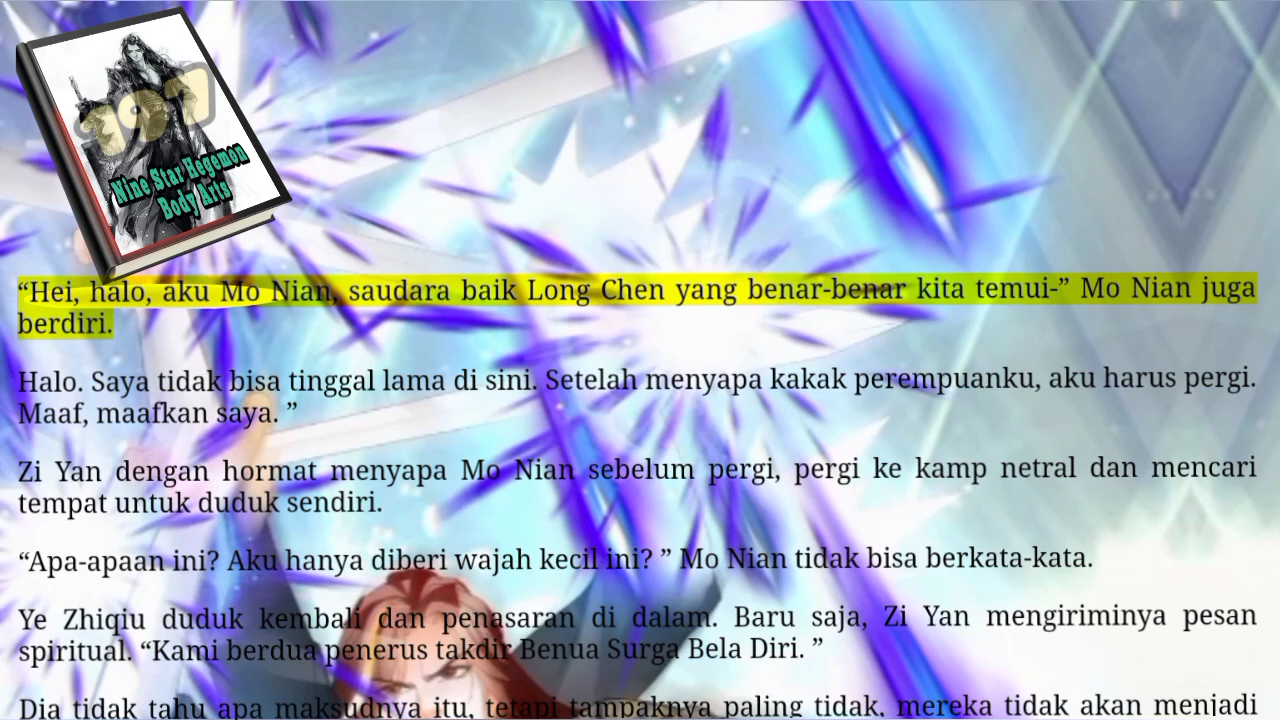 197
Nine Star Hegemon
Body Arts
“Hei, halo, aku Mo Nian, saudara baik Long Chen yang benar-benar kita temui-” Mo Nian juga
berdiri.
Halo. Saya tidak bisa tinggal lama di sini. Setelah menyapa kakak perempuanku, aku harus pergi.
Maaf, maafkan saya. ”
Zi Yan dengan hormat menyapa Mo Nian sebelum pergi, pergi ke kamp netral dan mencari
tempat untuk duduk sendiri.
“Apa-apaan ini? Aku hanya diberi wajah kecil ini? ” Mo Nian tidak bisa berkata-kata.
Ye Zhiqiu duduk kembali dan penasaran di dalam. Baru saja, Zi Yan mengiriminya pesan
spiritual. “Kami berdua penerus takdir Benua Surga Bela Diri. ”
Dia tidak tahu apa maksudnya itu, tetapi tampaknya paling tidak, mereka tidak akan menjadi